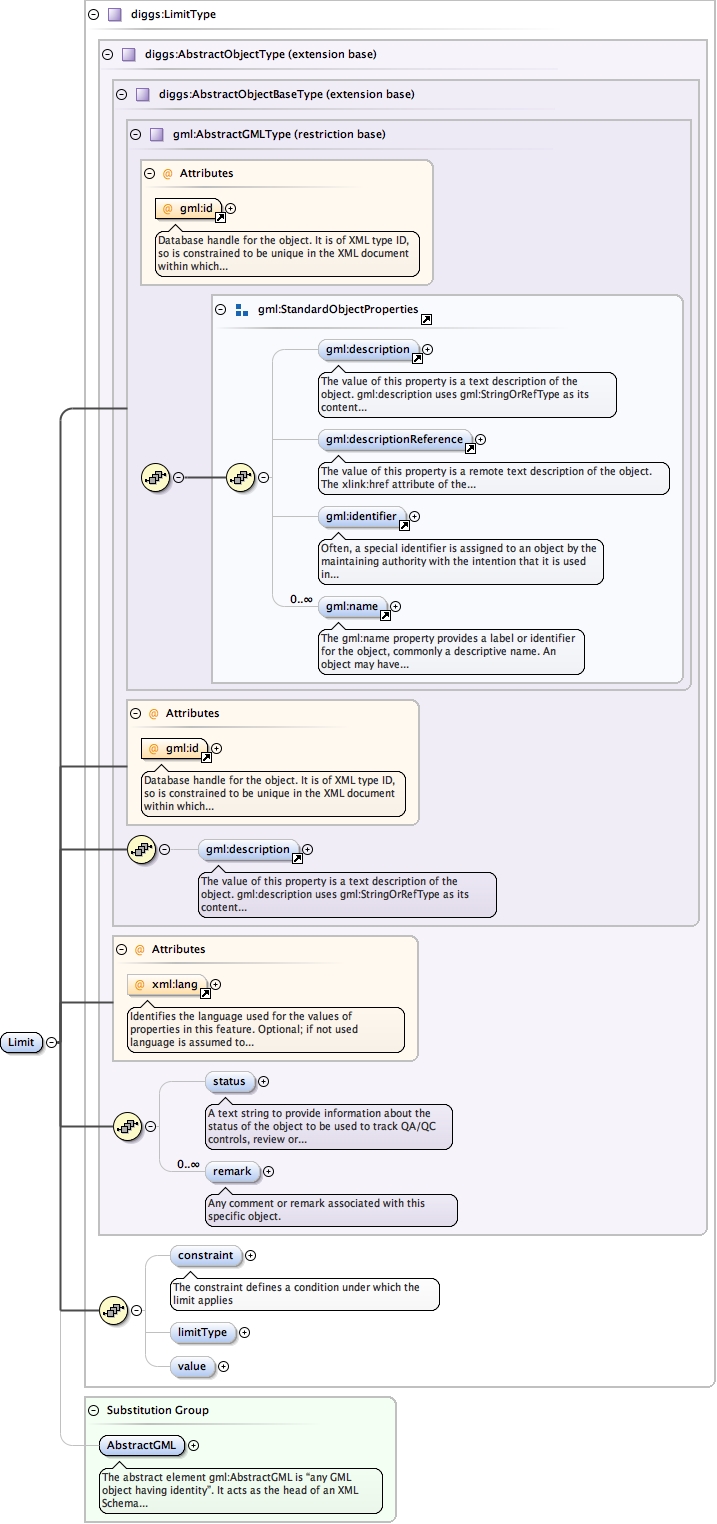 diggs:LimitType
diggs:AbstractObjectType (extension base)
diggs:AbstractObjectBaseType (extension base)
gml:AbstractGMLType (restriction base)
@ Attributes
@ gml:id
Database handle for the object. It is of XML type ID,
so is constrained to be unique in the XML document
within which...
gml:StandardObjectProperties
gml:description
The value of this property is a text description of the
object. gml:description uses gml:StringOrRefType as its
content...
gml:descriptionReference
The value of this property is a remote text description of the object.
The xlink:href attribute of the...
gml:identifier
Often, a special identifier is assigned to an object by the
maintaining authority with the intention that it is used
in...
0..∞
gml:name
The gml:name property provides a label or identifier
for the object, commonly a descriptive name. An
object may have...
@ Attributes
@ gml:id
Database handle for the object. It is of XML type ID,
so is constrained to be unique in the XML document
within which...
gml:description
The value of this property is a text description of the
object. gml:description uses gml:StringOrRefType as its
content...
@ Attributes
@ xml:lang
Identifies the language used for the values of
properties in this feature. Optional; if not used
language is assumed to...
Limit
status
A text string to provide information about the
status of the object to be used to track QA/QC
controls, review or...
0..∞
remark
Any comment or remark associated with this
specific object.
constraint
The constraint defines a condition under which the
limit applies
limitType
value
Substitution Group
AbstractGML
The abstract element gml:AbstractGML is “any GML
object having identity”. It acts as the head of an XML
Schema...